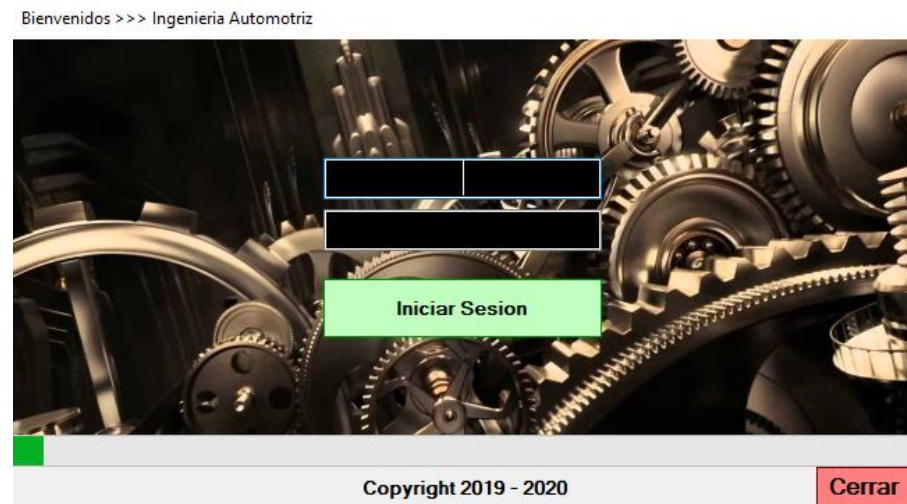 Bienvenidos >>> Ingenieria Automotriz
Iniciar Sesion
Copyright 2019 - 2020
Cerrar